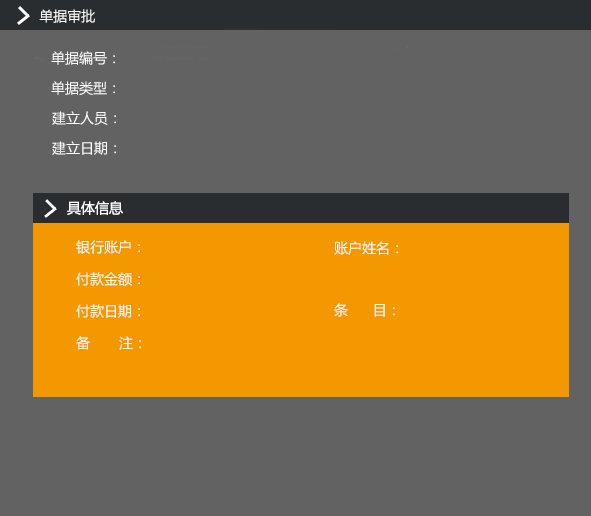 单据审批
单据编号：
单据类型：
建立人员：
建立日期：
具体信息
银行账户：
账户姓名：
付款金额：
付款日期：
条 目：
备 注：